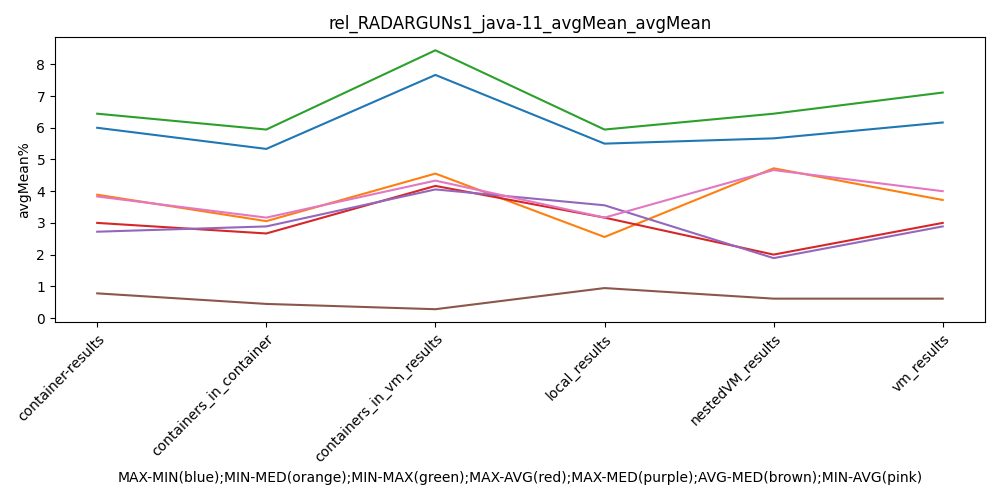 rel_RADARGUNs1_java-11_avgMean_avgMean
avgMean%
8
7
6
5
4
3
2
1
0
container-results
containers_in_container
containers_in_vm_results
local_results
nestedVM_results
vm_results
MAX-MIN(blue);MIN-MED(orange);MIN-MAX(green);MAX-AVG(red);MAX-MED(purple);AVG-MED(brown);MIN-AVG(pink)